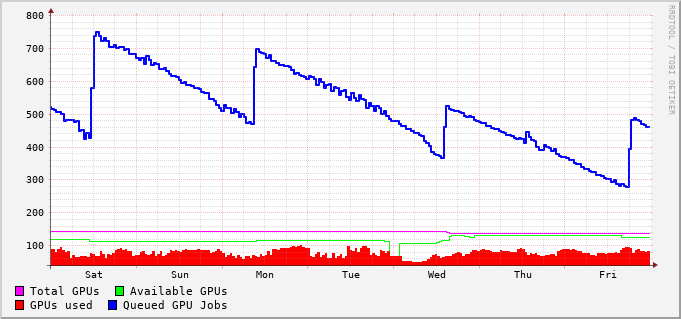 800
700
600
500
400
300
200
100
Sat Sun Mon Tue Wed Thu Fri
Total GPUs Available GPUs
GPUs used Queued GPU Jobs
RRDTOOL / TOBI OETIKER